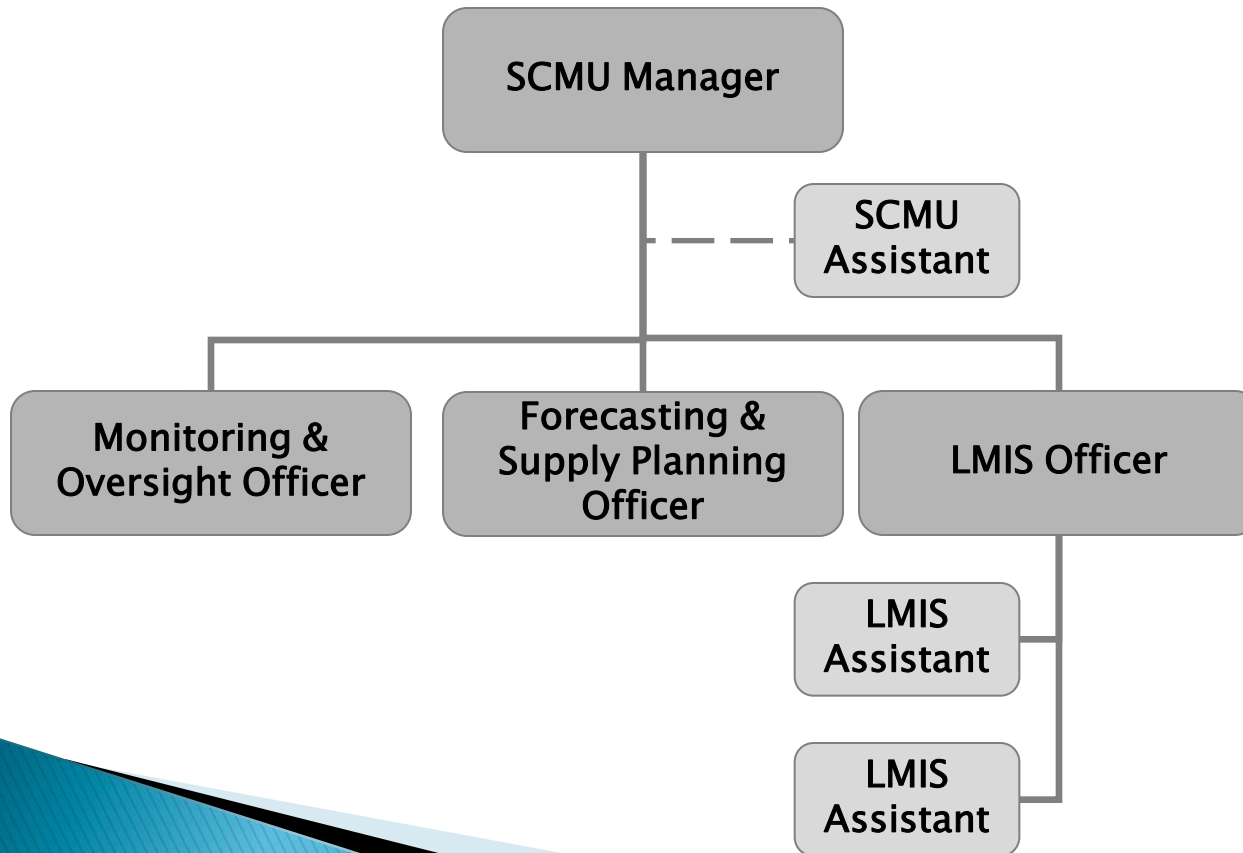 SCMU Manager
SCMU
Assistant
Monitoring &
Oversight Officer
Forecasting &
Supply Planning
Officer
LMIS Officer
LMIS
Assistant
LMIS
Assistant